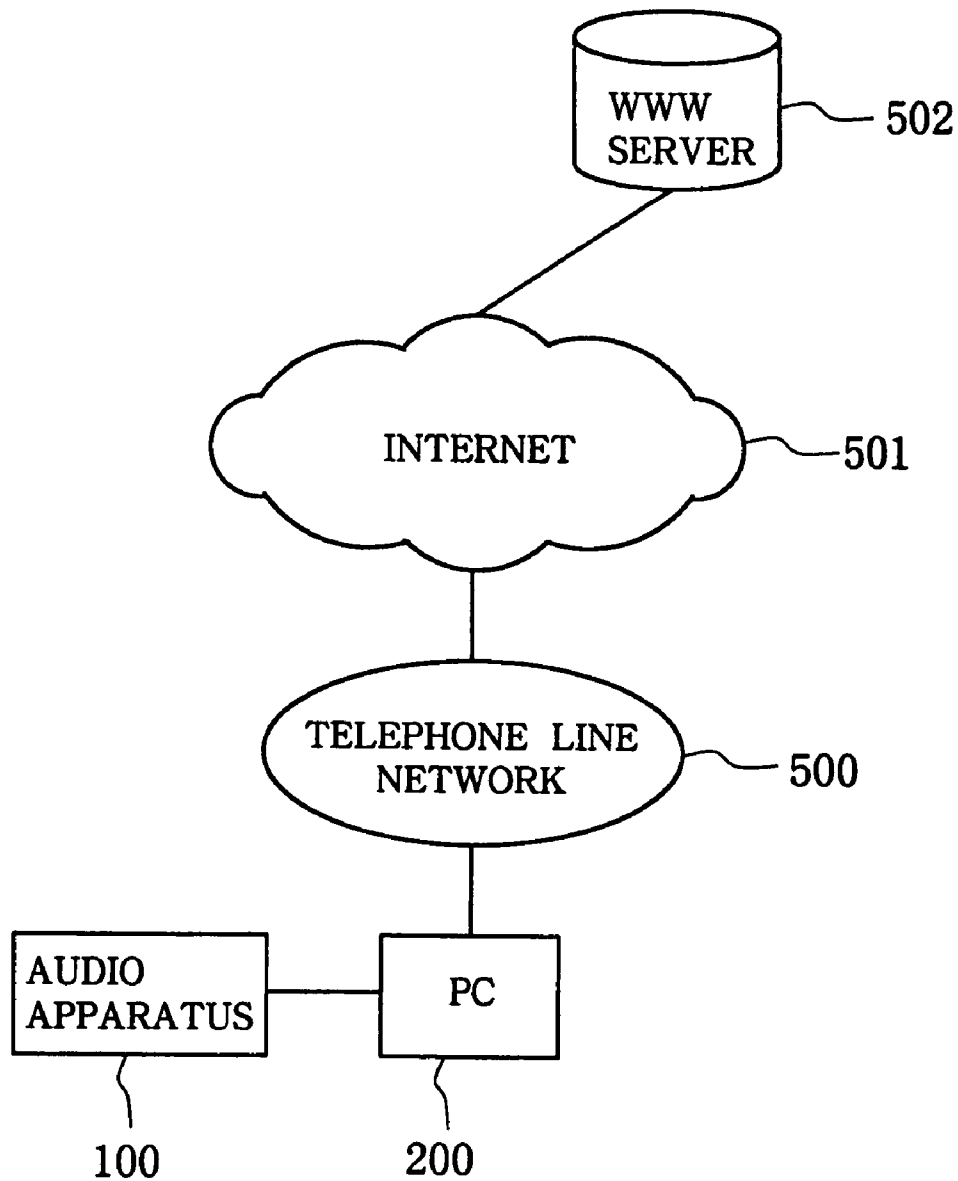 WWW
SERVER
502
INTERNET
501
TELEPHONE LINE
NETWORK
500
AUDIO
APPARATUS
PC
100
200